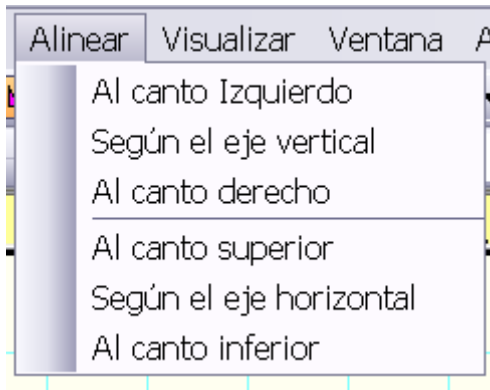 Alinear Visualizar Ventana A
Al canto Izquierdo
Según el eje vertical
Al canto derecho
Al canto superior
Según el eje horizontal
Al canto inferior